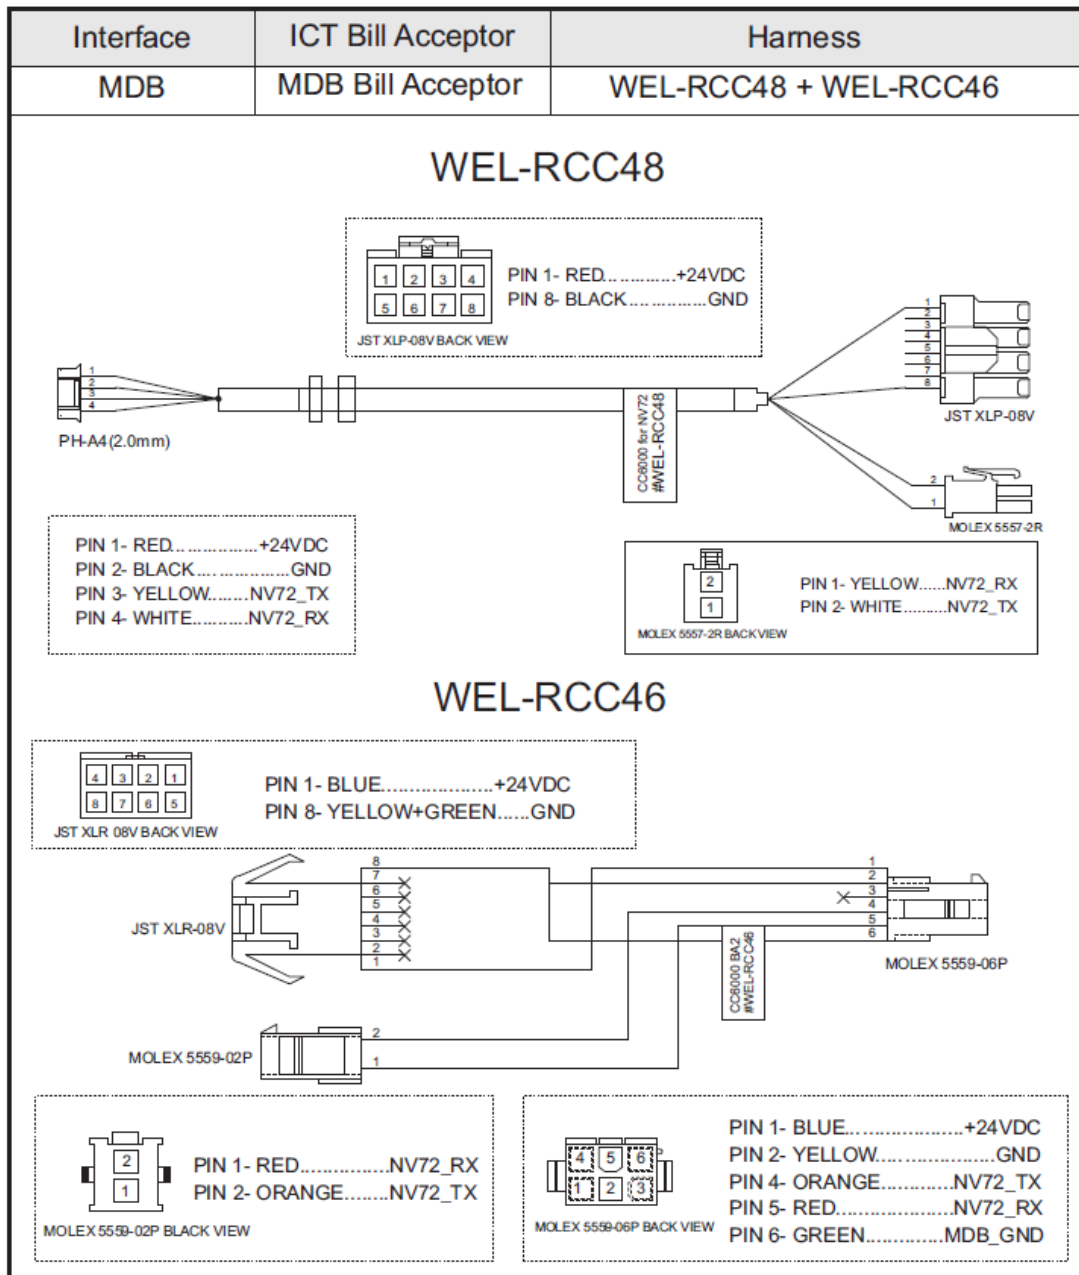 Interface ICT Bill Acceptor Harness
MDB MDB Bill Acceptor WEL-RCC48 + WEL-RCC46
WEL-RCC48
1 2 3 4
5 6 7 8
JST XLP-08V BACK VIEW
PIN 1- RED..............+24VDC
PIN 8- BLACK...............GND
1
2
3
4
PH-A4(2.0mm)
CC6000 for NV72
#WEL-RCC48
1
2
3
4
5
6
7
8
JST XLP-08V
2
1
MOLEX 5557-2R
PIN 1- RED.................+24VDC
PIN 2- BLACK..................GND
PIN 3- YELLOW........NV72_TX
PIN 4- WHITE...........NV72_RX
2
1
MOLEX 5557-2R BACK VIEW
PIN 1- YELLOW......NV72_RX
PIN 2- WHITE..........NV72_TX
WEL-RCC46
4 3 2 1
8 7 6 5
JST XLR 08V BACK VIEW
PIN 1- BLUE.....................+24VDC
PIN 8- YELLOW+GREEN......GND
JST XLR-08V
8
7
6
5
4
3
2
1
CC6000 BA2
#WEL-RCC46
1
2
3
4
5
6
MOLEX 5559-06P
MOLEX 5559-02P
2
1
2
1
MOLEX 5559-02P BLACK VIEW
PIN 1- RED................NV72_RX
PIN 2- ORANGE........NV72_TX
4 5 6
1 2 3
MOLEX 5559-06P BACK VIEW
PIN 1- BLUE......................+24VDC
PIN 2- YELLOW......................GND
PIN 4- ORANGE.............NV72_TX
PIN 5- RED......................NV72_RX
PIN 6- GREEN.............MDB_GND